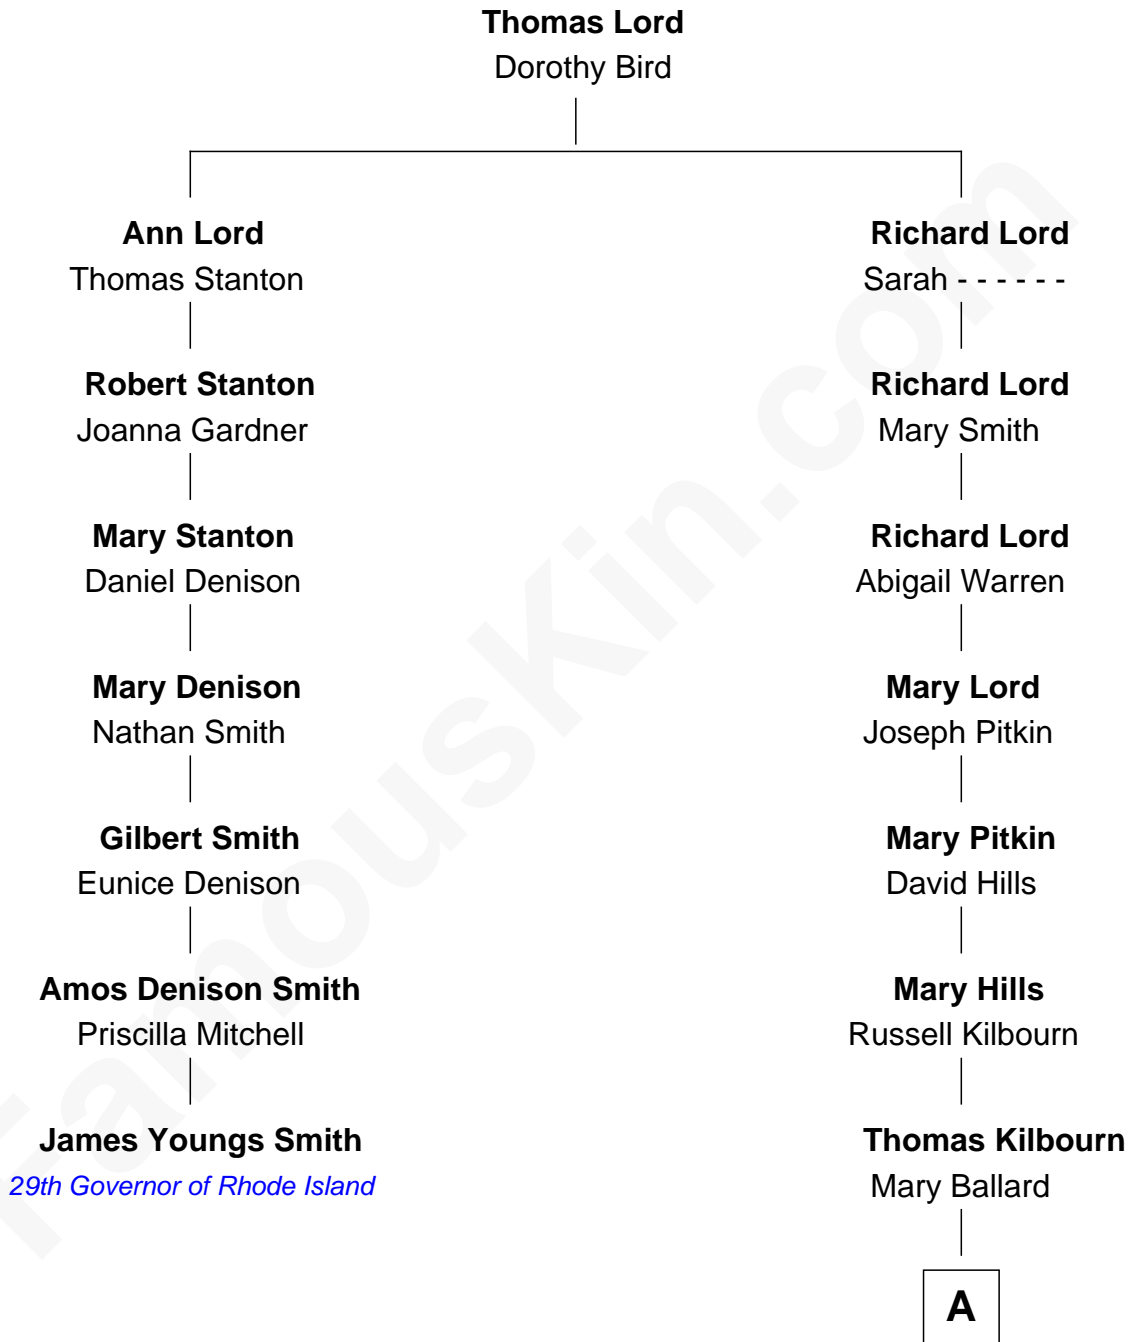 Thomas Lord
Dorothy Bird
Ann Lord
Thomas Stanton
Richard Lord
Sarah - - - - - -
Robert Stanton
Joanna Gardner
Richard Lord
Mary Smith
Mary Stanton
Daniel Denison
Richard Lord
Abigail Warren
Mary Denison
Nathan Smith
Mary Lord
Joseph Pitkin
Gilbert Smith
Eunice Denison
Mary Pitkin
David Hills
Amos Denison Smith
Priscilla Mitchell
Mary Hills
Russell Kilbourn
James Youngs Smith
29th Governor of Rhode Island
Thomas Kilbourn
Mary Ballard
A
FamousKin.com